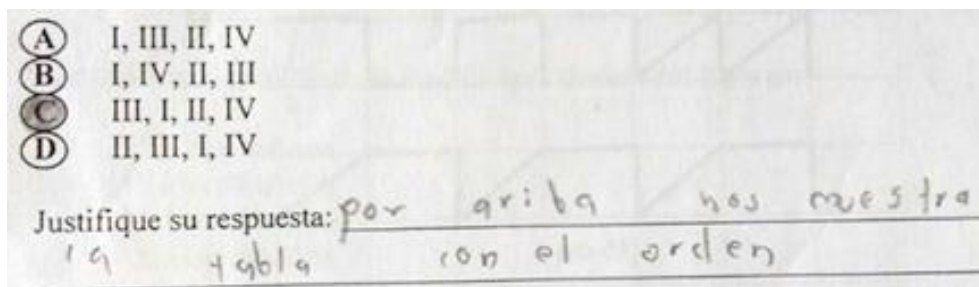 A I, III, II, IV
B I, IV, II, III
C III, I, II, IV
D II, III, I, IV
Justifique su respuesta: por ariba nos muestra
la tabla con el orden